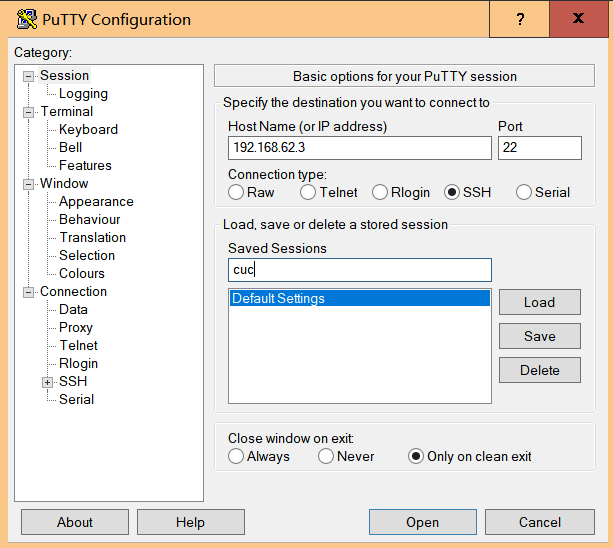 PuTTY Configuration
?
X
Category:
Session
Logging
Terminal
Keyboard
Bell
Features
Window
Appearance
Behaviour
Translation
Selection
Colours
Connection
Data
Proxy
Telnet
Rlogin
SSH
Serial
Basic options for your PuTTY session
Specify the destination you want to connect to
Host Name (or IP address) Port
192.168.62.3 22
Connection type:
Raw Telnet Rlogin SSH Serial
Load, save or delete a stored session
Saved Sessions
cuc
Default Settings
Load
Save
Delete
Close window on exit:
Always Never Only on clean exit
About Help Open Cancel